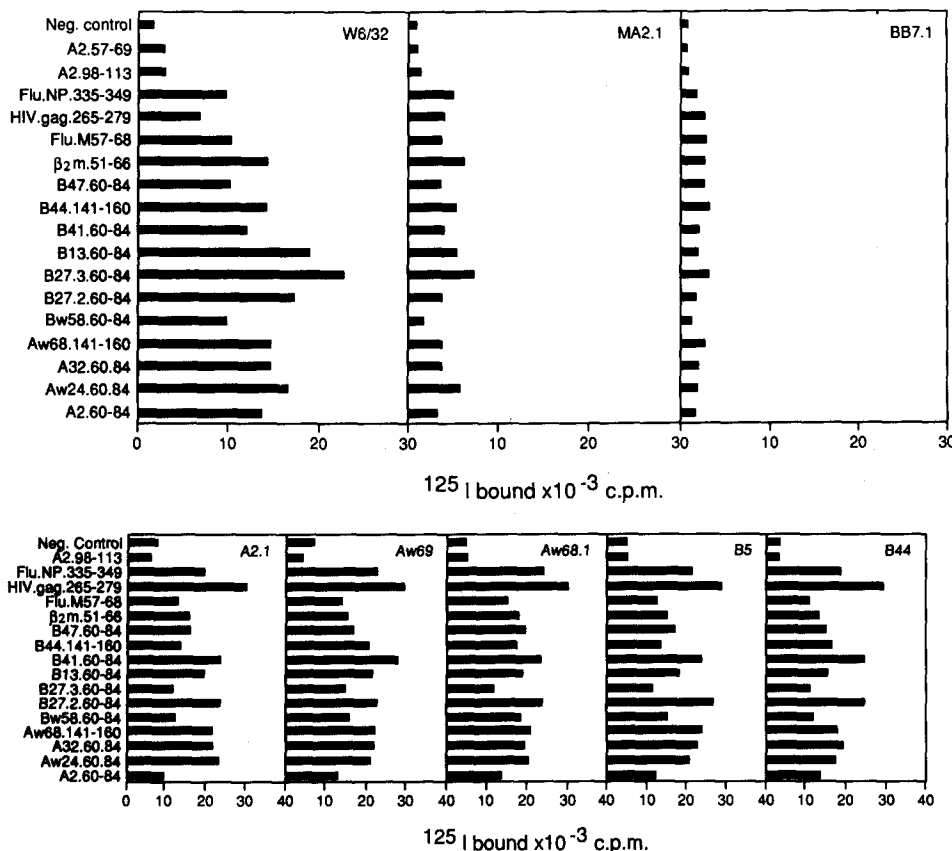 Neg. control
W6/32
MA2.1
BB7.1
A2.57-69
A2.98-113
Flu.NP.335-349
HIV.gag.265-279
Flu.M57-68
β2m.51-66
B47.60-84
B44.141-160
B41.60-84
B13.60-84
B27.3.60-84
B27.2.60-84
Bw58.60-84
Aw68.141-160
A32.60.84
Aw24.60.84
A2.60-84
0 10 20 30 10 20 30 10 20 30
125 I bound x10 -3 c.p.m.
Neg. Control
A2.1
Aw69
Aw68.1
B5
B44
A2.98-113
Flu.NP.335-349
HIV.gag.265-279
Flu.M57-68
β2m.51-66
B47.60-84
B44.141-160
B41.60-84
B13.60-84
B27.3.60-84
B27.2.60-84
Bw58.60-84
Aw68.141-160
A32.60.84
Aw24.60.84
A2.60-84
0 10 20 30 40 10 20 30 40 10 20 30 40 10 20 30 40 10 20 30 40
125 I bound x10 -3 c.p.m.